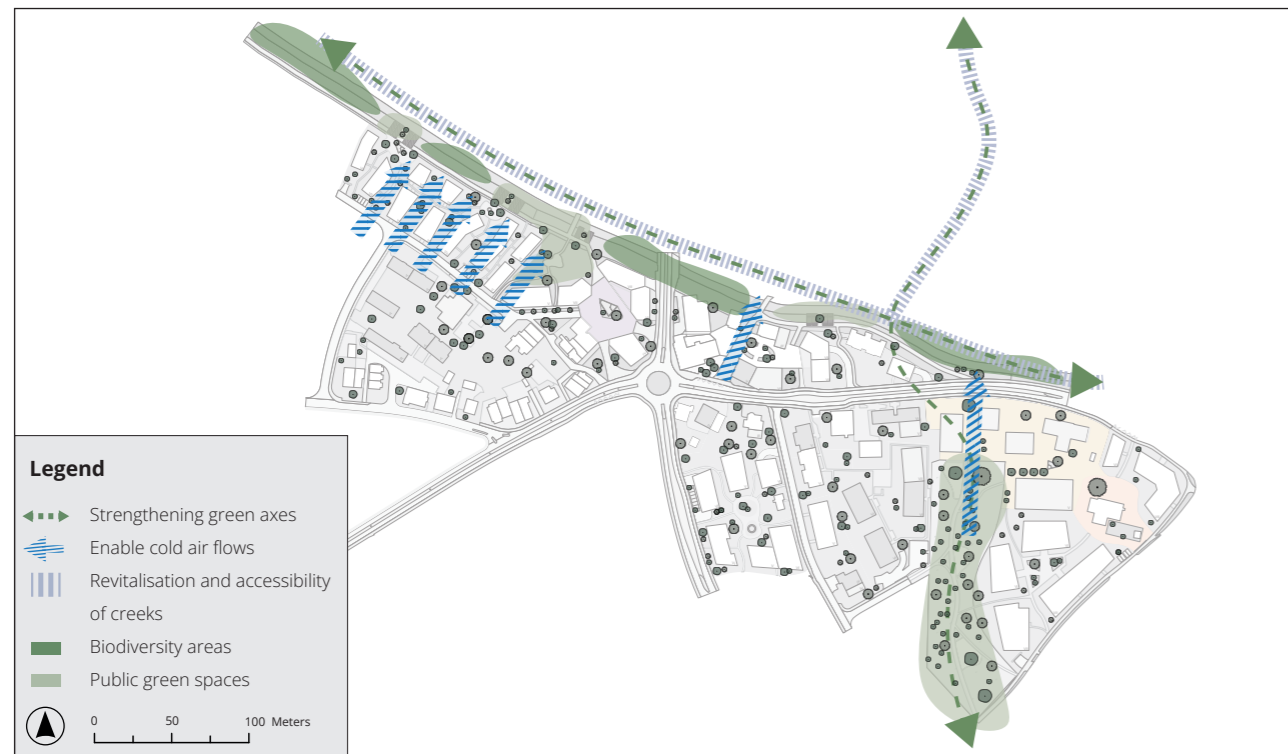 Legend
Strengthening green axes
Enable cold air flows
Revitalisation and accessibility
of creeks
Biodiversity areas
Public green spaces
0 50 100 Meters